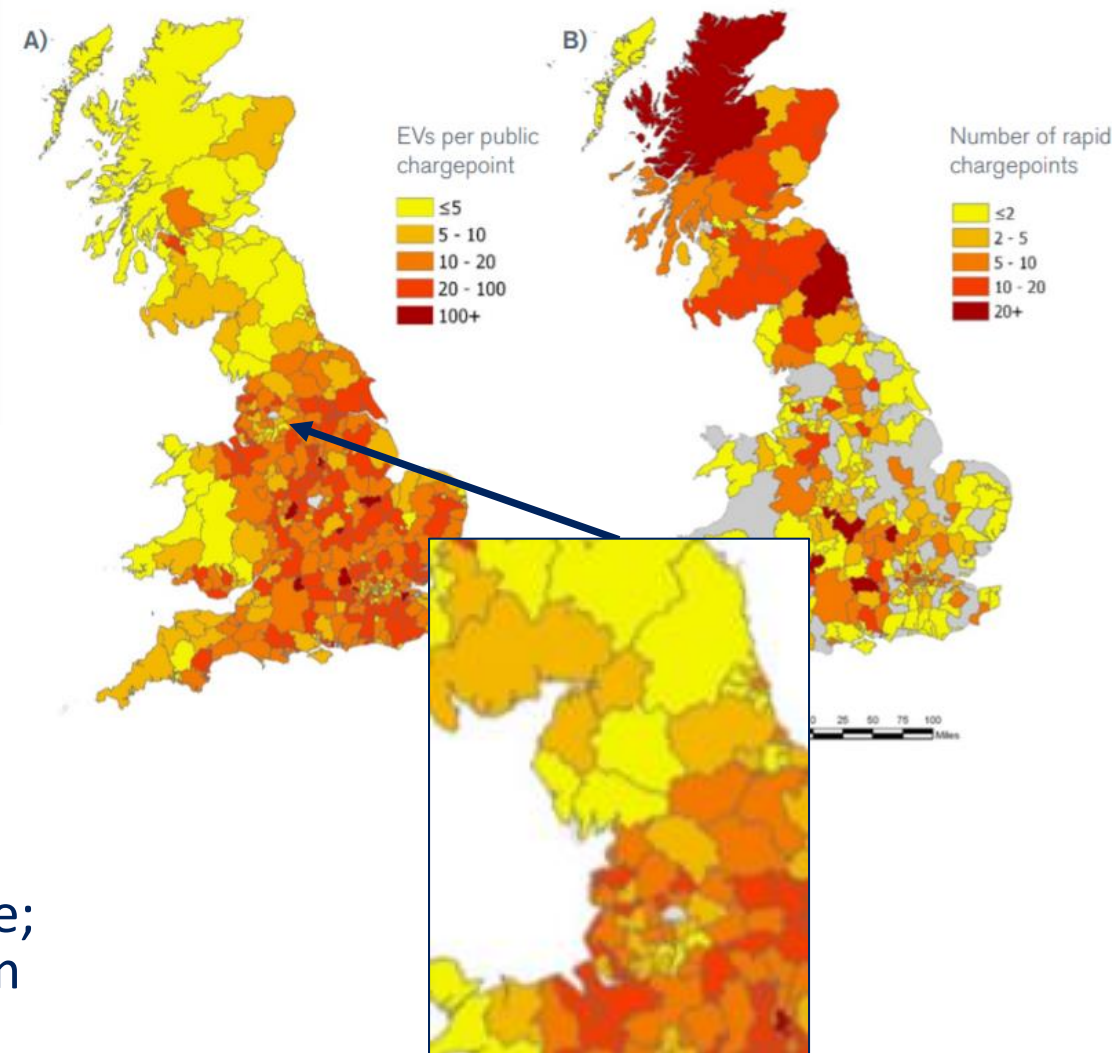 A)
EVs per public
chargepoint
≤5
5 - 10
10 - 20
20 - 100
100+
B)
Number of rapid
chargepoints
≤2
2 - 5
5 - 10
10 - 20
20+
0 25 50 75 100
Miles
e;